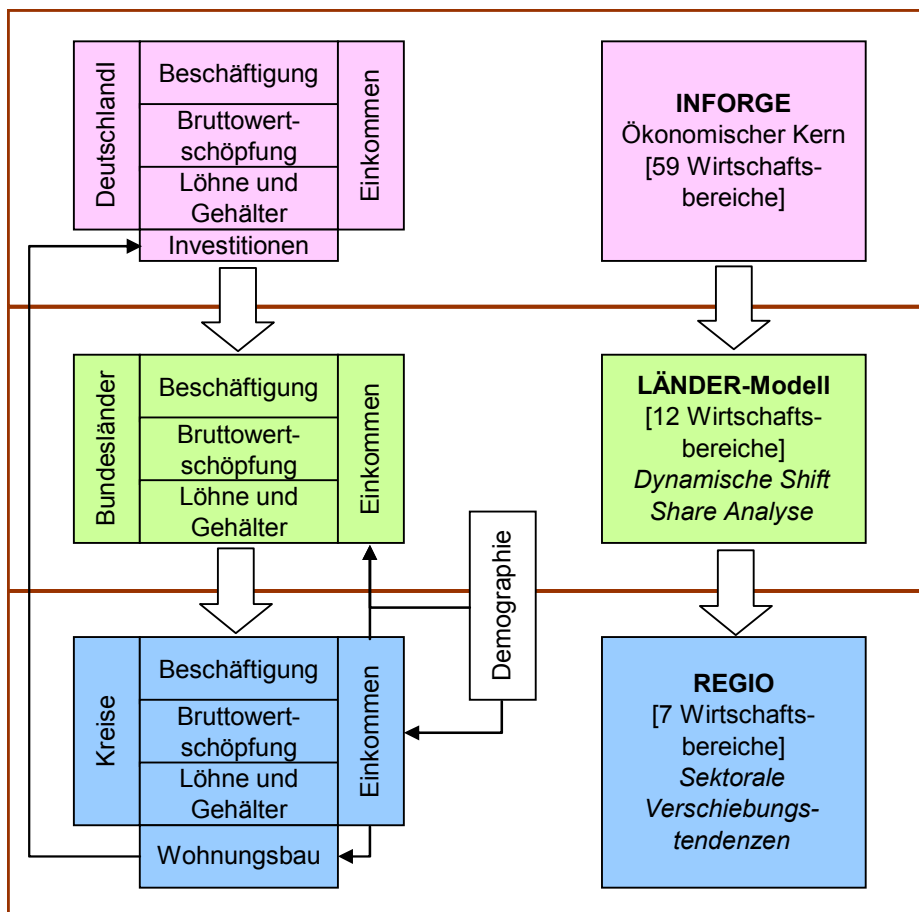 Deutschlandl
Beschäftigung
Bruttowert-
schöpfung
Löhne und
Gehälter
Investitionen
Einkommen
INFORGE
Ökonomischer Kern
[59 Wirtschafts-
bereiche]
Bundesländer
Beschäftigung
Bruttowert-
schöpfung
Löhne und
Gehälter
Einkommen
LÄNDER-Modell
[12 Wirtschafts-
bereiche]
Dynamische Shift
Share Analyse
Demographie
Kreise
Beschäftigung
Bruttowert-
schöpfung
Löhne und
Gehälter
Wohnungsbau
Einkommen
REGIO
[7 Wirtschafts-
bereiche]
Sektorale
Verschiebungs-
tendenzen